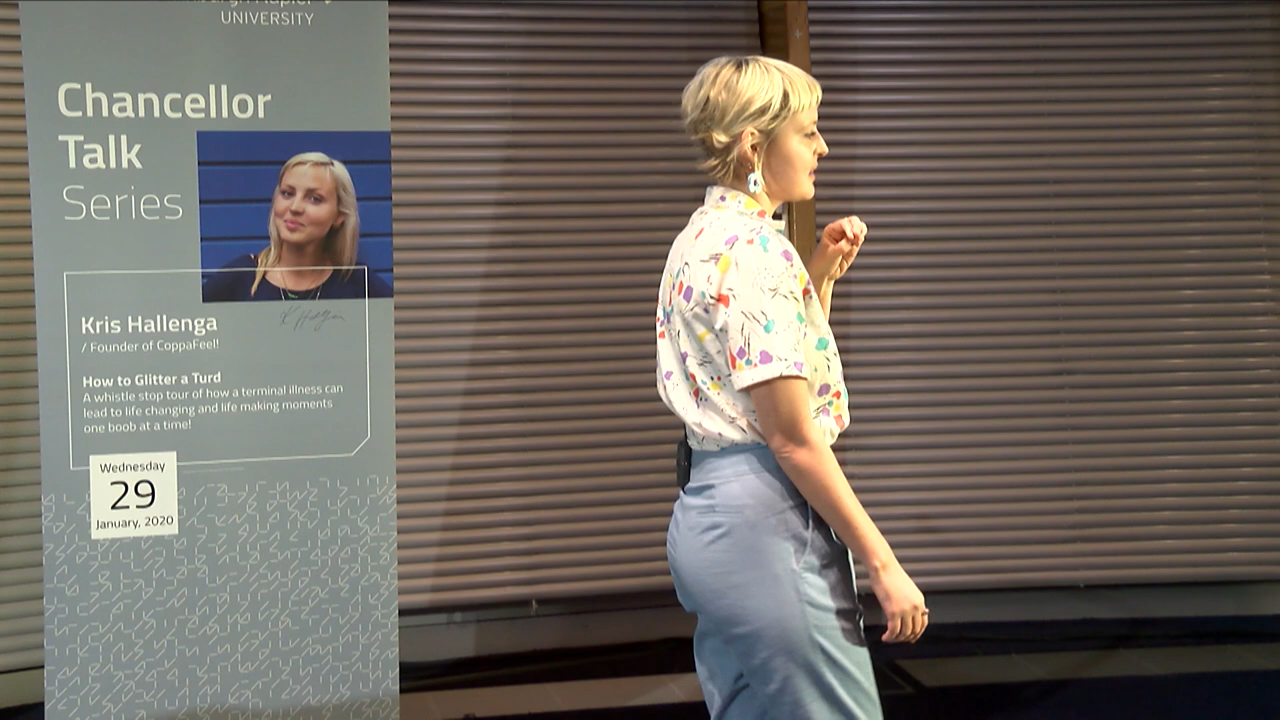 UNIVERSITY
Chancellor
Talk
Series
Kris Hallenga
/ Founder of CoppaFeel!
How to Glitter a Turd
A whistle stop tour of how a terminal illness can
lead to life changing and life making moments
one boob at a time!
Wednesday
29
January, 2020